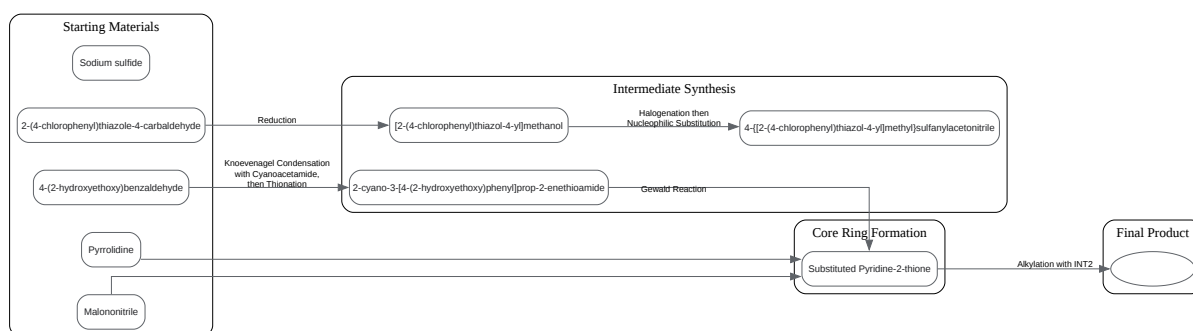 Starting Materials
Sodium sulfide
2-(4-chlorophenyl)thiazole-4-carbaldehyde
4-(2-hydroxyethoxy)benzaldehyde
Pyrrolidine
Malononitrile
Reduction
Knoevenagel Condensation
with Cyanoacetamide,
then Thionation
Intermediate Synthesis
[2-(4-chlorophenyl)thiazol-4-yl]methanol
Halogenation then
Nucleophilic Substitution
4-{[2-(4-chlorophenyl)thiazol-4-yl]methyl}sulfanylacetonitrile
2-cyano-3-[4-(2-hydroxyethoxy)phenyl]prop-2-enethioamide
Gewald Reaction
Core Ring Formation
Substituted Pyridine-2-thione
Alkylation with INT2
Final Product